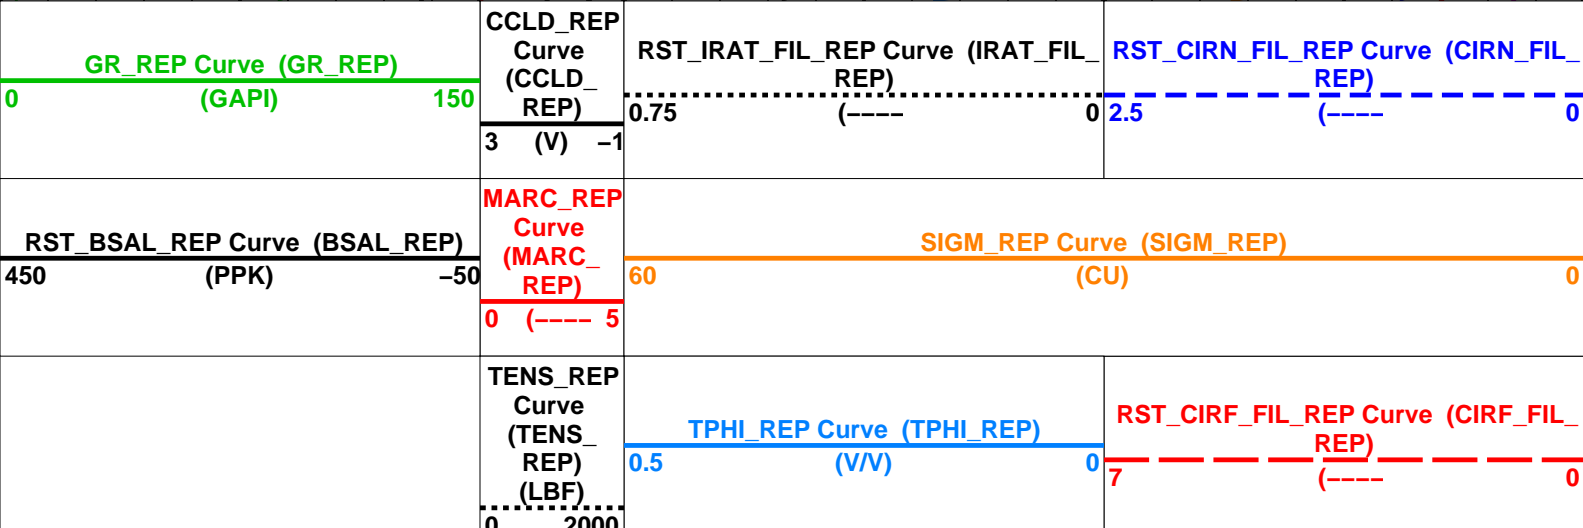 GR_REP Curve (GR_REP)
0 (GAPI) 150
CCLD_REP
Curve
(CCLD_
REP)
3 (V) −1
RST_IRAT_FIL_REP Curve (IRAT_FIL_
REP)
0.75 (−−−− 0
RST_CIRN_FIL_REP Curve (CIRN_FIL_
REP)
2.5 (−−−− 0
RST_BSAL_REP Curve (BSAL_REP)
450 (PPK) −50
MARC_REP
Curve
(MARC_
REP)
0 (−−−− 5
SIGM_REP Curve (SIGM_REP)
60 (CU) 0
TENS_REP
Curve
(TENS_
REP)
(LBF)
0 2000
TPHI_REP Curve (TPHI_REP)
0.5 (V/V) 0
RST_CIRF_FIL_REP Curve (CIRF_FIL_
REP)
7 (−−−− 0